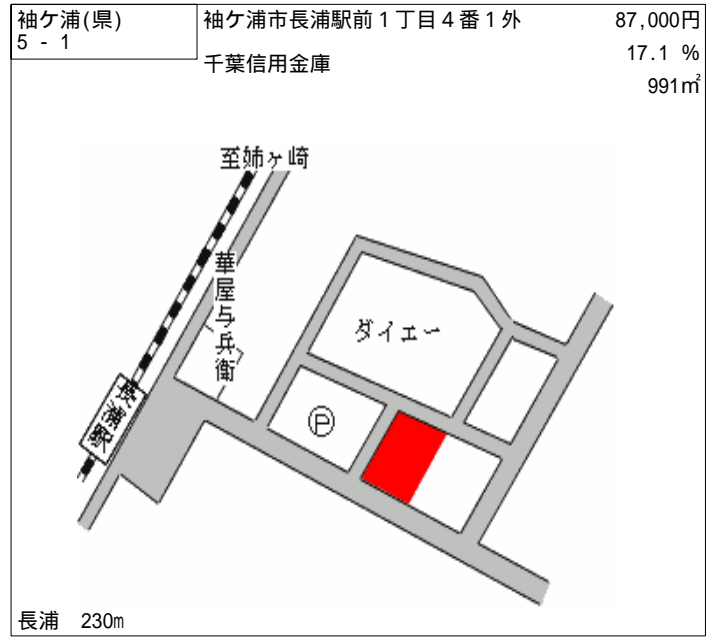 袖ケ浦(県)
5 - 1
袖ケ浦市長浦駅前１丁目４番１外
87,000円
千葉信用金庫
17.1 %
991㎡
至姉ヶ崎
華屋与兵衛
ダイエー
長浦駅
Ⓟ
長浦 230m